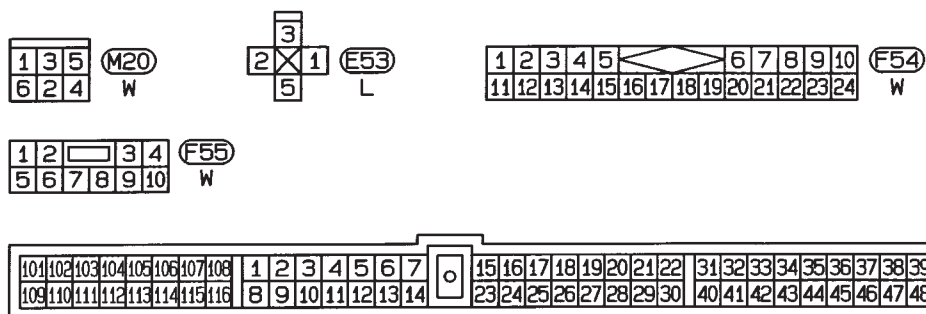 3
1 3 5 M20 2 1 E53 1 2 3 4 5 6 7 8 9 10 F54
6 2 4 W 5 L 11 12 13 14 15 16 17 18 19 20 21 22 23 24 W
1 2 3 4 F55
5 6 7 8 9 10 W
101 102 103 104 105 106 107 108 1 2 3 4 5 6 7 15 16 17 18 19 20 21 22 31 32 33 34 35 36 37 38 39
109 110 111 112 113 114 115 116 8 9 10 11 12 13 14 23 24 25 26 27 28 29 30 40 41 42 43 44 45 46 47 48